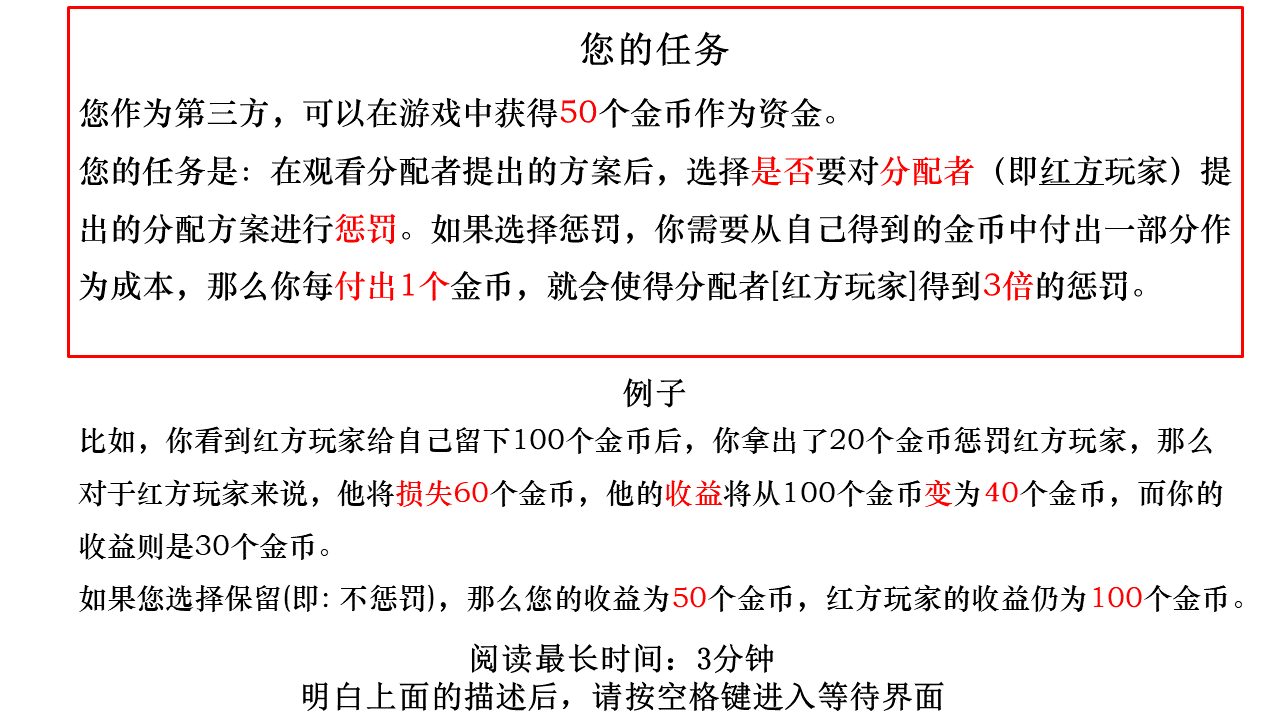 您的任务
您作为第三方，可以在游戏中获得50个金币作为资金。
您的任务是：在观看分配者提出的方案后，选择是否要对分配者（即红方玩家）提
出的分配方案进行惩罚。如果选择惩罚，你需要从自己得到的金币中付出一部分作
为成本，那么你每付出1个金币，就会使得分配者[红方玩家]得到3倍的惩罚。
例子
比如，你看到红方玩家给自己留下100个金币后，你拿出了20个金币惩罚红方玩家，那么
对于红方玩家来说，他将损失60个金币，他的收益将从100个金币变为40个金币，而你的
收益则是30个金币。
如果您选择保留(即: 不惩罚)，那么您的收益为50个金币，红方玩家的收益仍为100个金币。
阅读最长时间：3分钟
明白上面的描述后，请按空格键进入等待界面